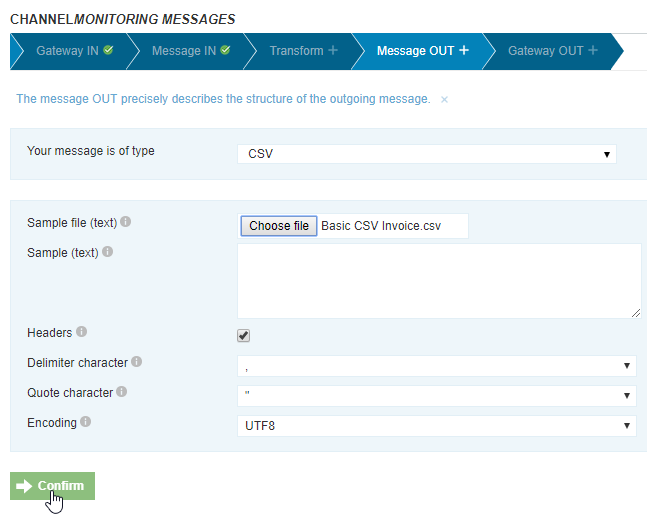 CHANNELMONITORING MESSAGES
Gateway IN Message IN Transform + Message OUT + Gateway OUT +
The message OUT precisely describes the structure of the outgoing message. ×
Your message is of type CSV
Sample file (text) Choose file Basic CSV Invoice.csv
Sample (text)
Headers
Delimiter character ,
Quote character "
Encoding UTF8
Confirm